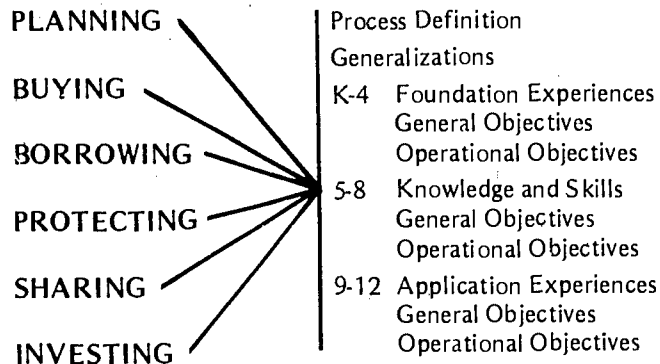 PLANNING
BUYING
BORROWING
PROTECTING
SHARING
INVESTING
Process Definition
Generalizations
K-4 Foundation Experiences
General Objectives
Operational Objectives
5-8 Knowledge and Skills
General Objectives
Operational Objectives
9-12 Application Experiences
General Objectives
Operational Objectives